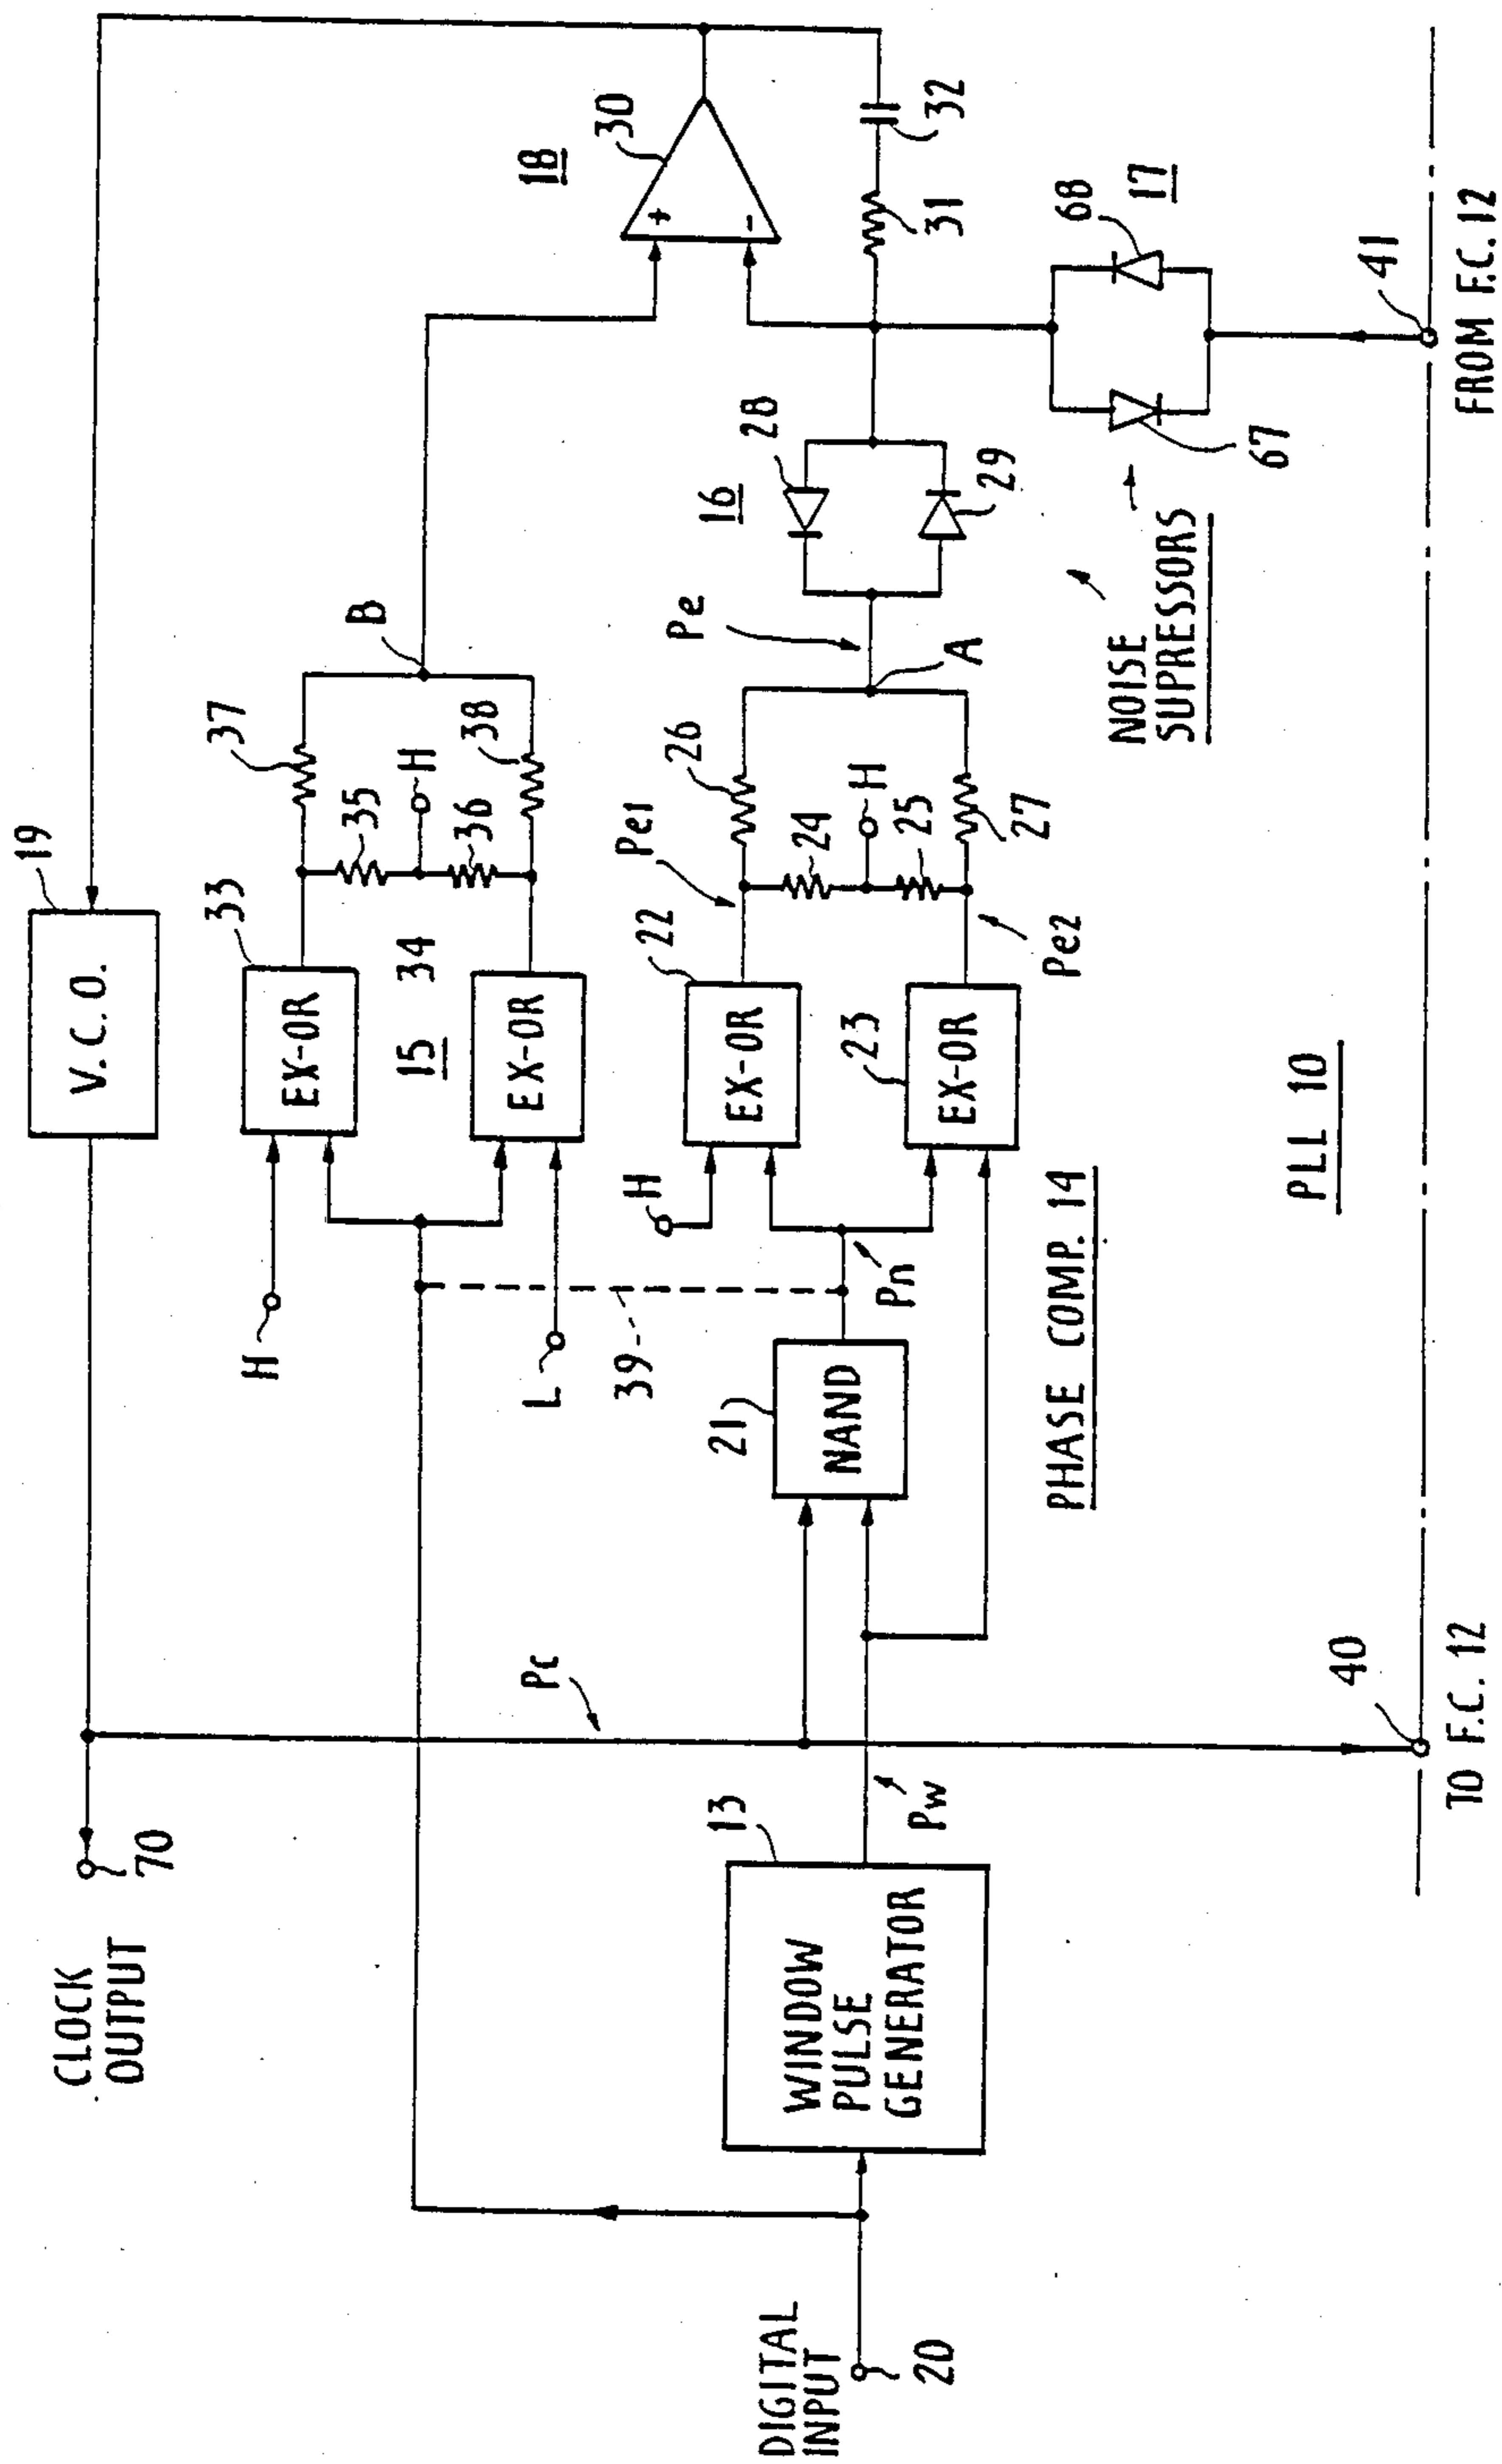 CLOCK
OUTPUT
70
19
V.C.O.
33
37
B
H
EX-OR
35
H
36
15
34
38
EX-OR
L
39
18
30
+
-
31
32
Pc
H
22
Pe1
26
EX-OR
24
H
25
27
23
EX-OR
Pe2
Pe
A
16
28
29
21
NAND
Pn
PHASE COMP. 14
DIGITAL
INPUT
20
WINDOW
PULSE
GENERATOR
13
Pw
NOISE
SUPRESSORS
67
68
17
PLL 10
40
TO F.C. 12
41
FROM F.C.12